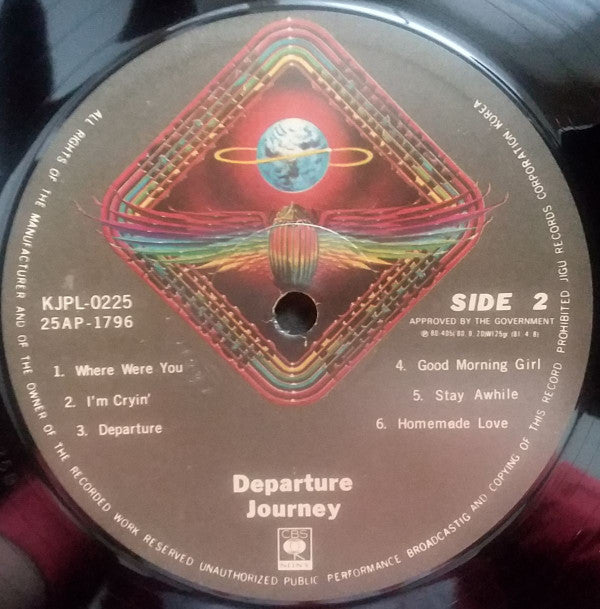 KJPL-0225
25AP-1796
SIDE 2
APPROVED BY THE GOVERNMENT
1. Where Were You
2. I'm Cryin'
3. Departure
4. Good Morning Girl
5. Stay Awhile
6. Homemade Love
Departure
Journey
CBS
SONY
ALL RIGHTS OF THE MANUFACTURER AND OF THE OWNER OF THE RECORDED WORK RESERVED UNAUTHORIZED PUBLIC PERFORMANCE BROADCASTIG AND COPYING OF THIS RECORD PROHIBITED JIGU RECORDS CORPORATION KOREA